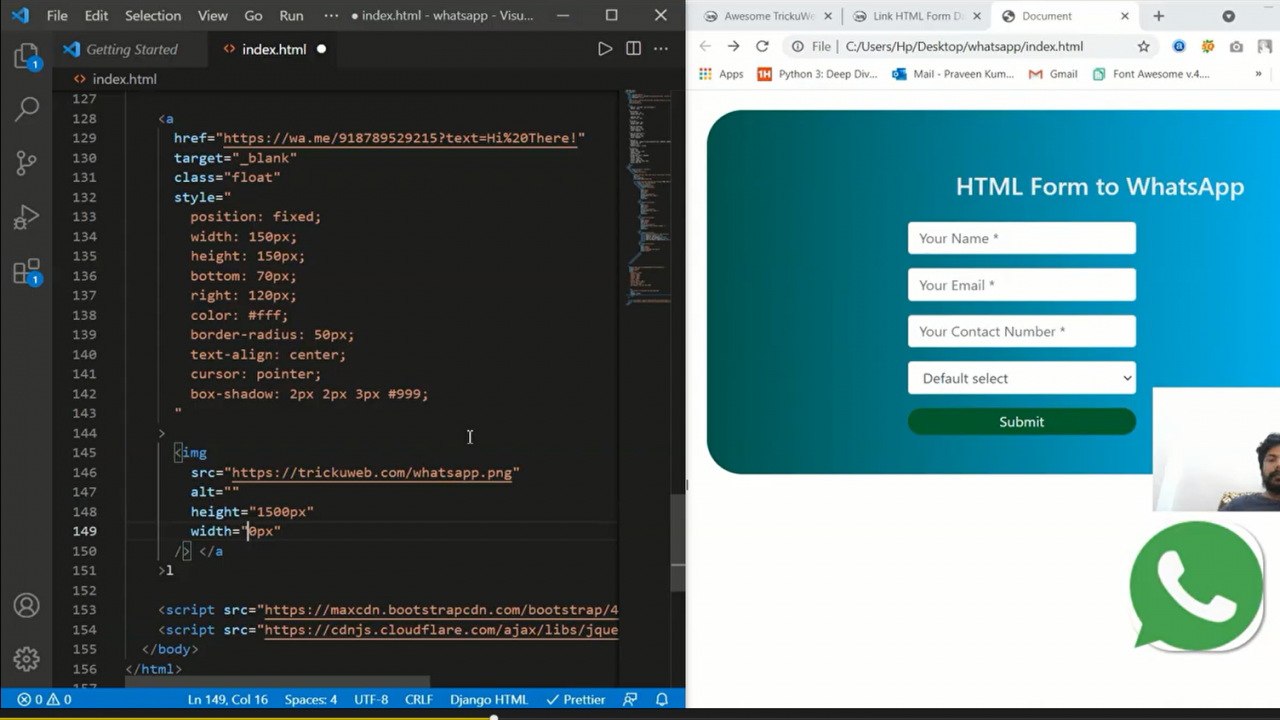 File Edit Selection View Go Run ··· ● index.html - whatsapp - Visu...
Getting Started index.html ●
index.html
127
128 <a
129 href="https://wa.me/918789529215?text=Hi%20There!"
130 target="_blank"
131 class="float"
132 style="
133 position: fixed;
134 width: 150px;
135 height: 150px;
136 bottom: 70px;
137 right: 120px;
138 color: #fff;
139 border-radius: 50px;
140 text-align: center;
141 cursor: pointer;
142 box-shadow: 2px 2px 3px #999;
143 "
144 >
145 <img
146 src="https://trickuweb.com/whatsapp.png"
147 alt=""
148 height="1500px"
149 width="0px"
150 /> </a
151 >l
152
153 <script src="https://maxcdn.bootstrapcdn.com/bootstrap/4
154 <script src="https://cdnjs.cloudflare.com/ajax/libs/jque
155 </body>
156 </html>
1
1
0 0 Ln 149, Col 16 Spaces: 4 UTF-8 CRLF Django HTML Prettier
Awesome TrickuWe Link HTML Form Da Document
File C:/Users/Hp/Desktop/whatsapp/index.html
Apps Python 3: Deep Div... Mail - Praveen Kum... Gmail Font Awesome v.4.... »
HTML Form to WhatsApp
Your Name *
Your Email *
Your Contact Number *
Default select
Submit